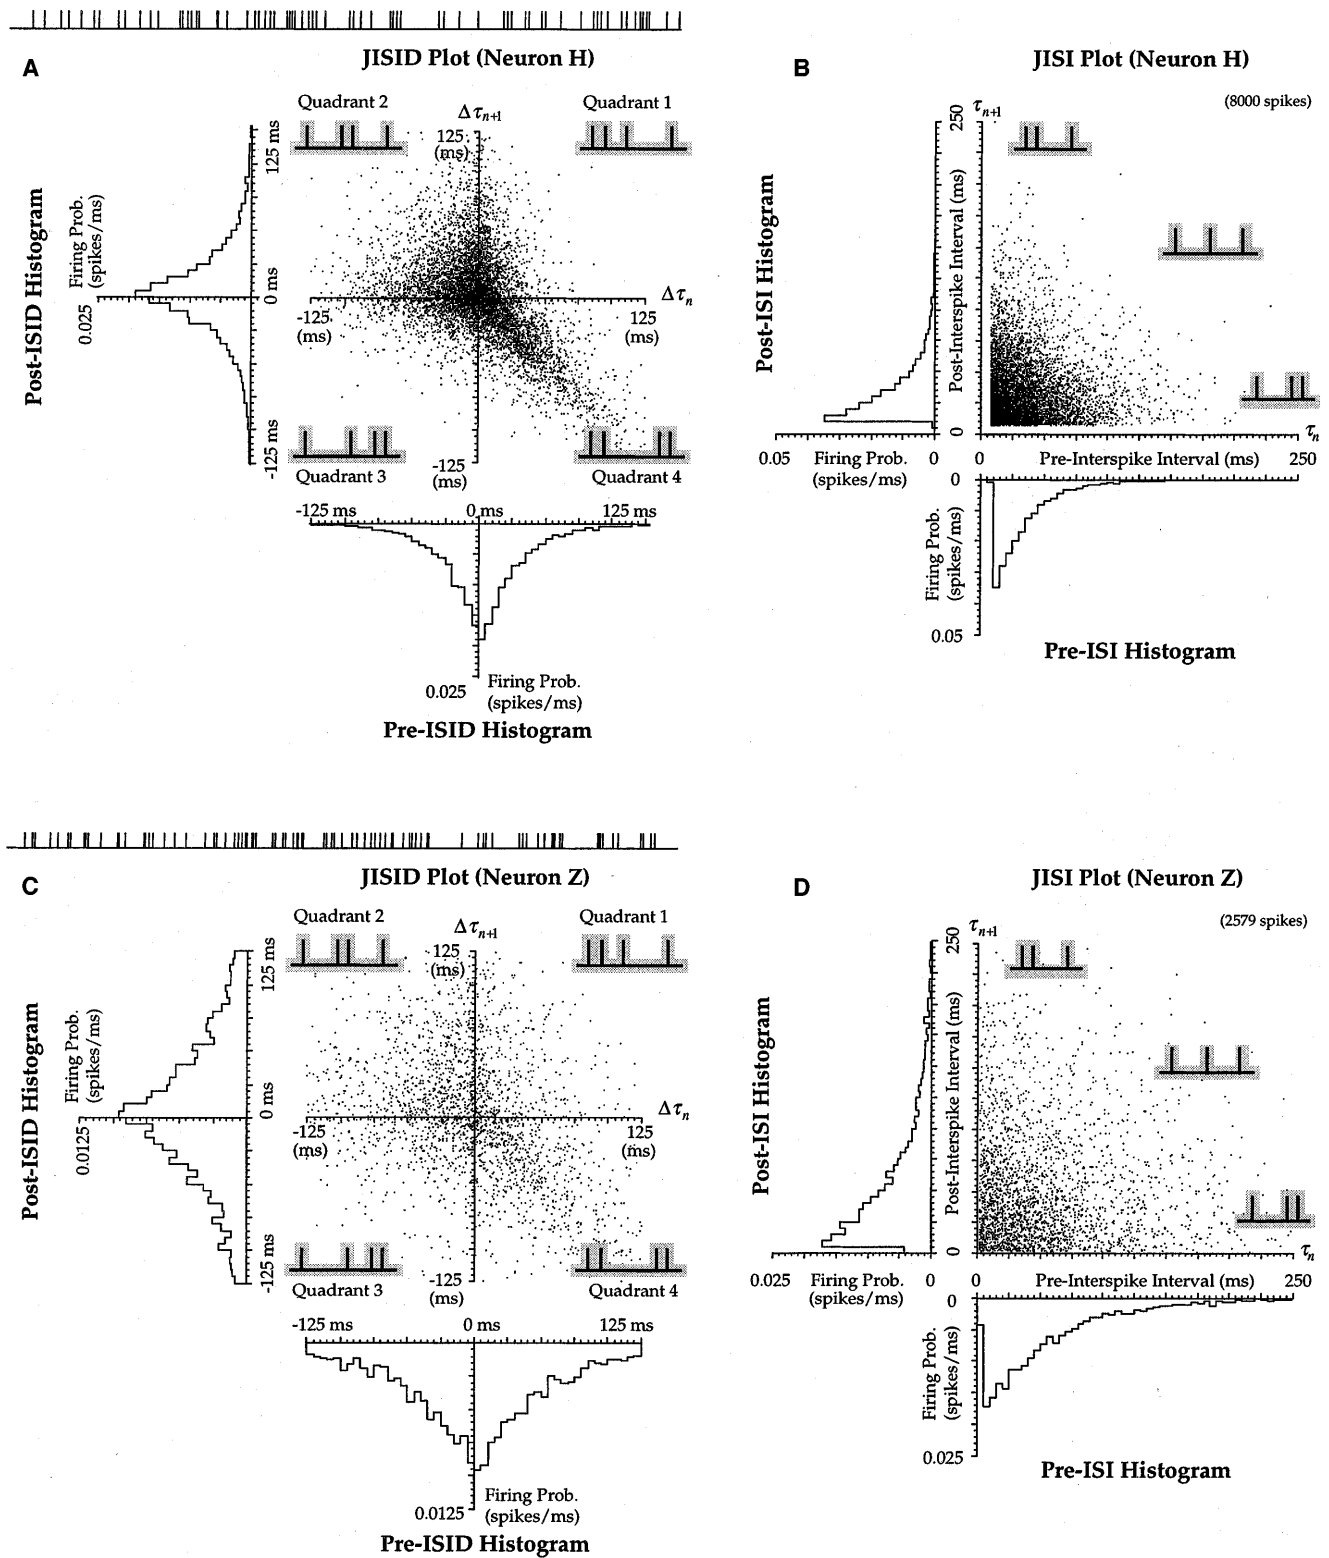 A
JISID Plot (Neuron H)
Quadrant 2
Quadrant 1
Δτn+1
125
(ms)
Δτn
-125
(ms)
125
(ms)
-125
(ms)
Quadrant 3
Quadrant 4
Post-ISID Histogram
Firing Prob.
(spikes/ms)
0.025
125 ms
0 ms
-125 ms
-125 ms
0 ms
125 ms
0.025
Firing Prob.
(spikes/ms)
Pre-ISID Histogram
B
JISI Plot (Neuron H)
(8000 spikes)
τn+1
250
Post-ISI Histogram
Post-Interspike Interval (ms)
0
τn
0.05
Firing Prob.
(spikes/ms)
0
0
Pre-Interspike Interval (ms)
250
0
Firing Prob.
(spikes/ms)
0.05
Pre-ISI Histogram
C
JISID Plot (Neuron Z)
Quadrant 2
Quadrant 1
Δτn+1
125
(ms)
Δτn
-125
(ms)
125
(ms)
-125
(ms)
Quadrant 3
Quadrant 4
Post-ISID Histogram
Firing Prob.
(spikes/ms)
0.0125
125 ms
0 ms
-125 ms
-125 ms
0 ms
125 ms
0.0125
Firing Prob.
(spikes/ms)
Pre-ISID Histogram
D
JISI Plot (Neuron Z)
(2579 spikes)
τn+1
250
Post-ISI Histogram
Post-Interspike Interval (ms)
0
τn
0.025
Firing Prob.
(spikes/ms)
0
0
Pre-Interspike Interval (ms)
250
0
Firing Prob.
(spikes/ms)
0.025
Pre-ISI Histogram